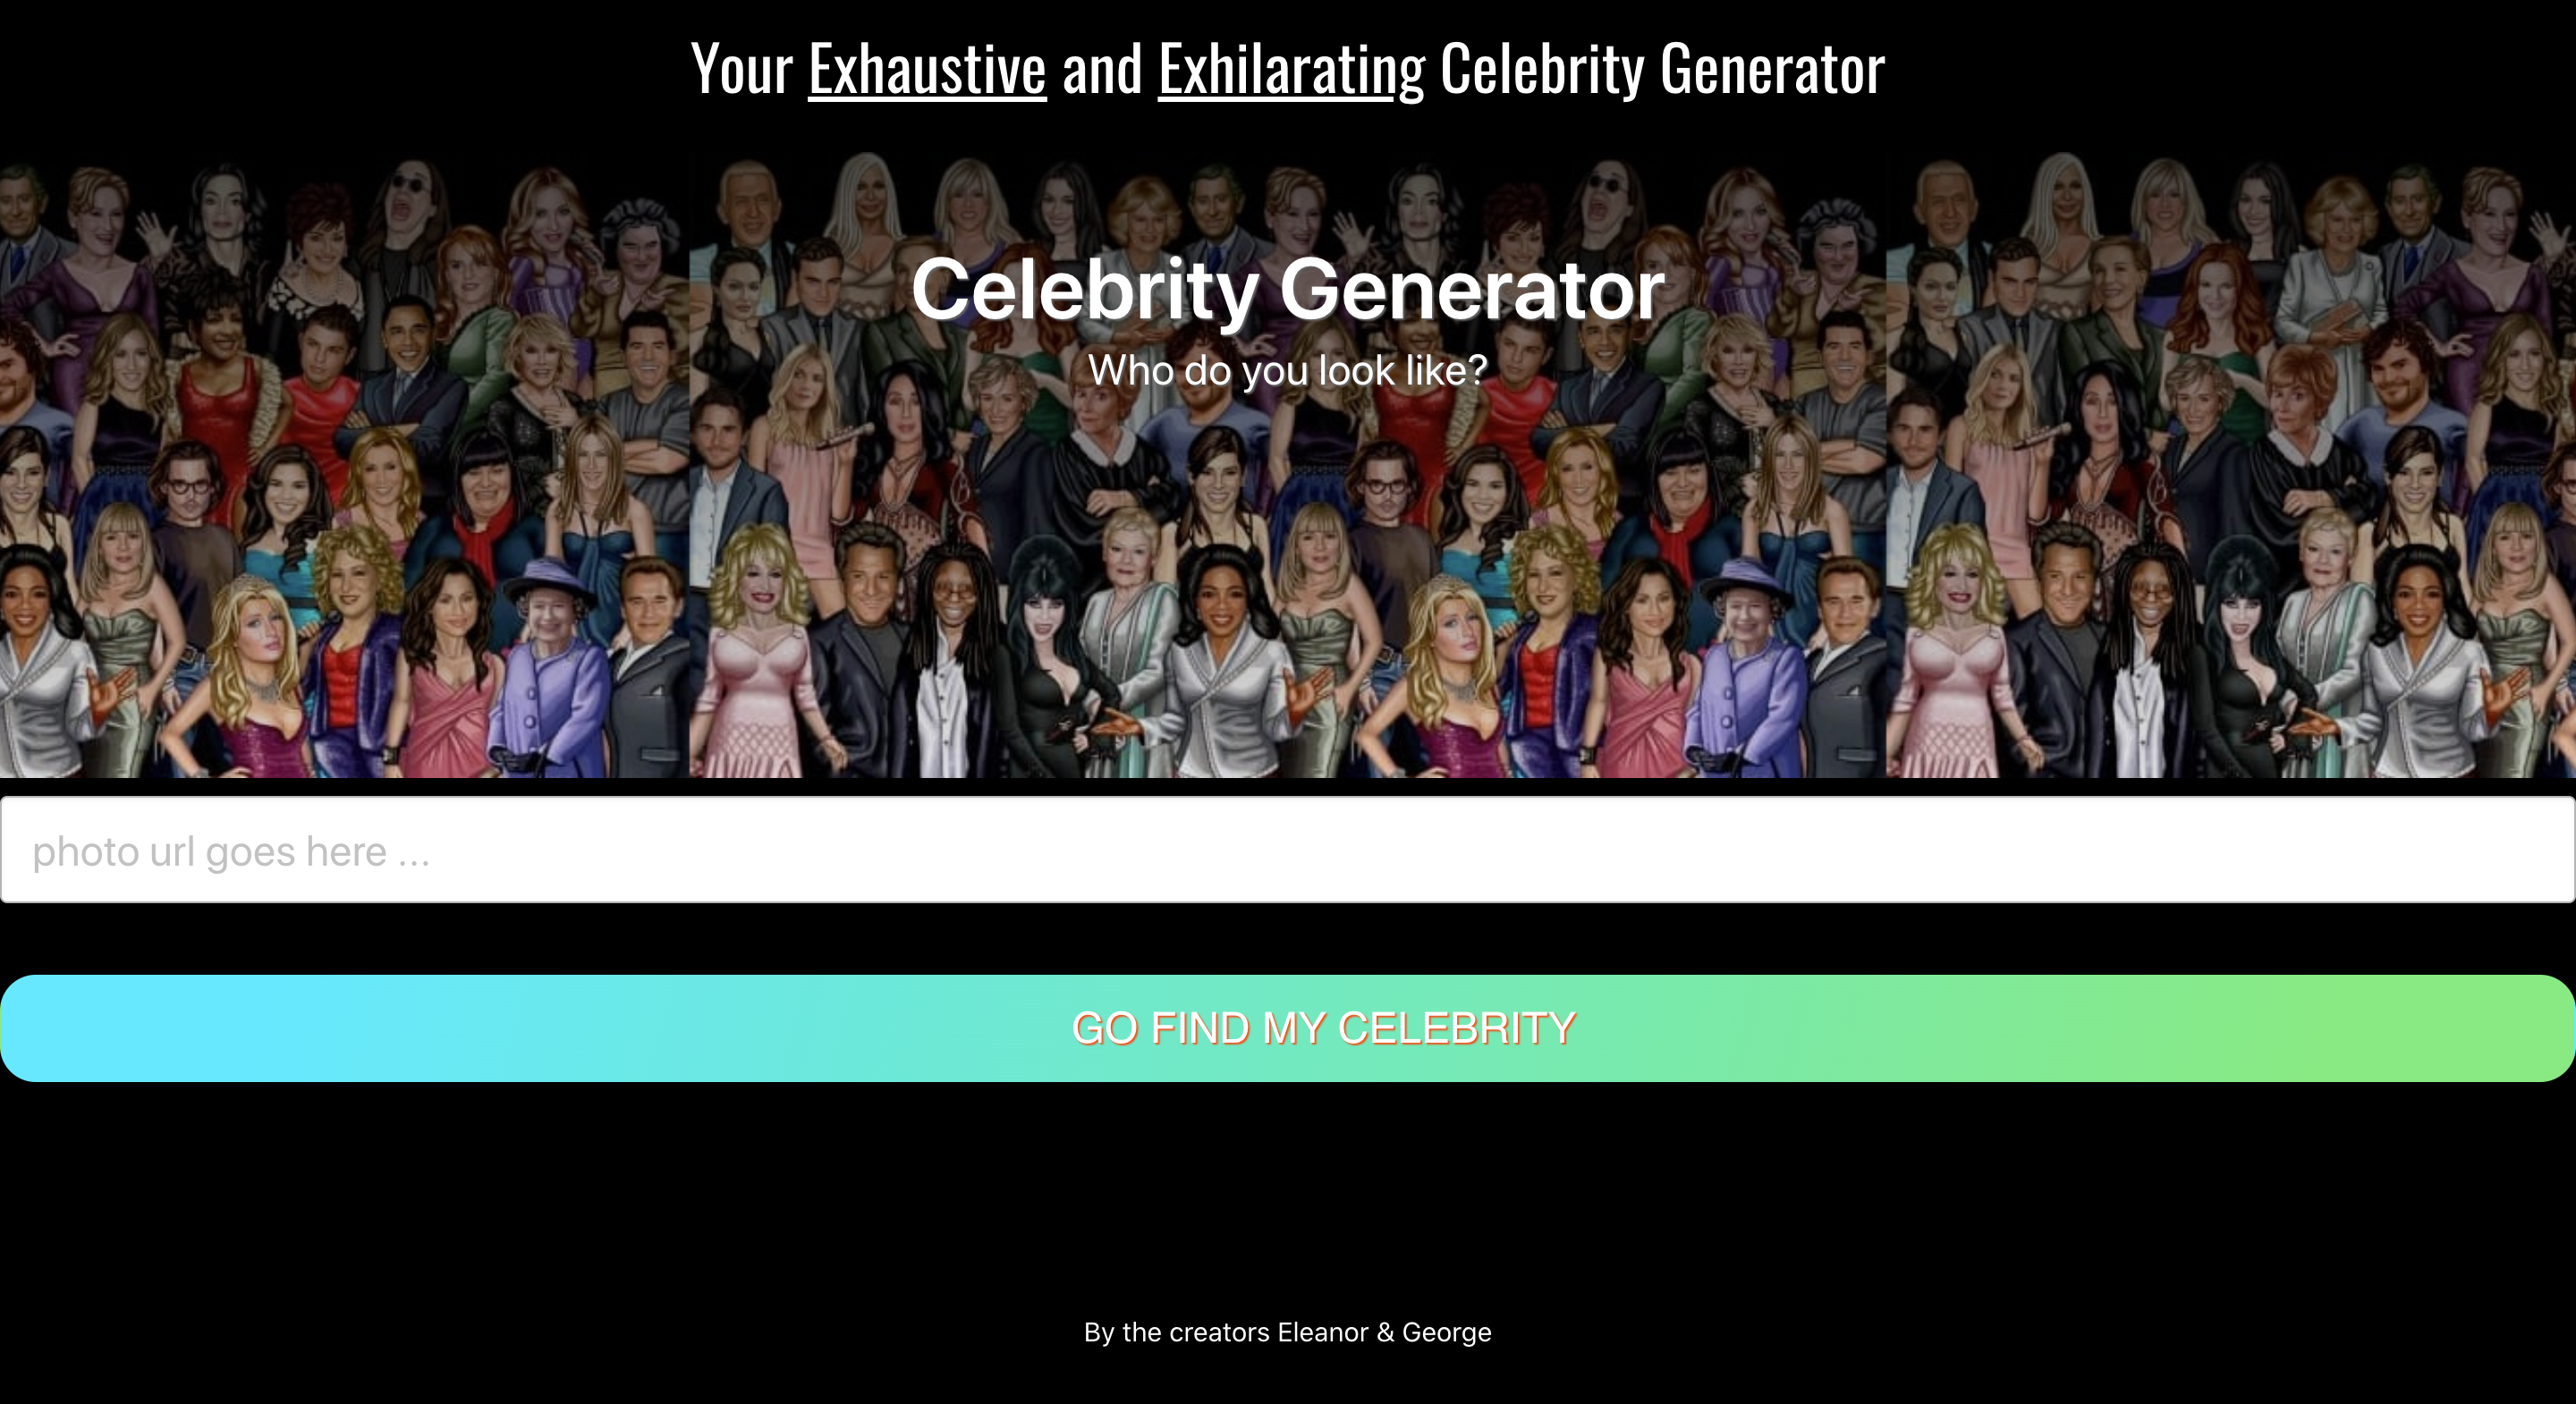 Your Exhaustive and Exhilarating Celebrity Generator
Celebrity Generator
Who do you look like?
photo url goes here ...
GO FIND MY CELEBRITY
By the creators Eleanor & George